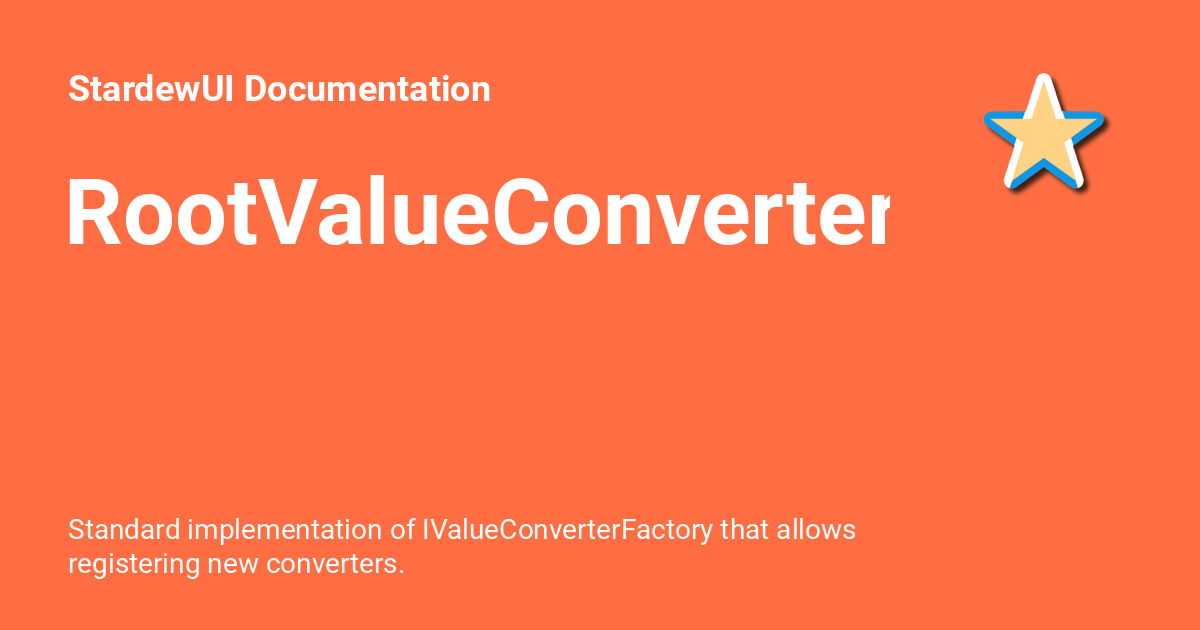 StardewUI Documentation
RootValueConverter
Standard implementation of IValueConverterFactory that allows
registering new converters.